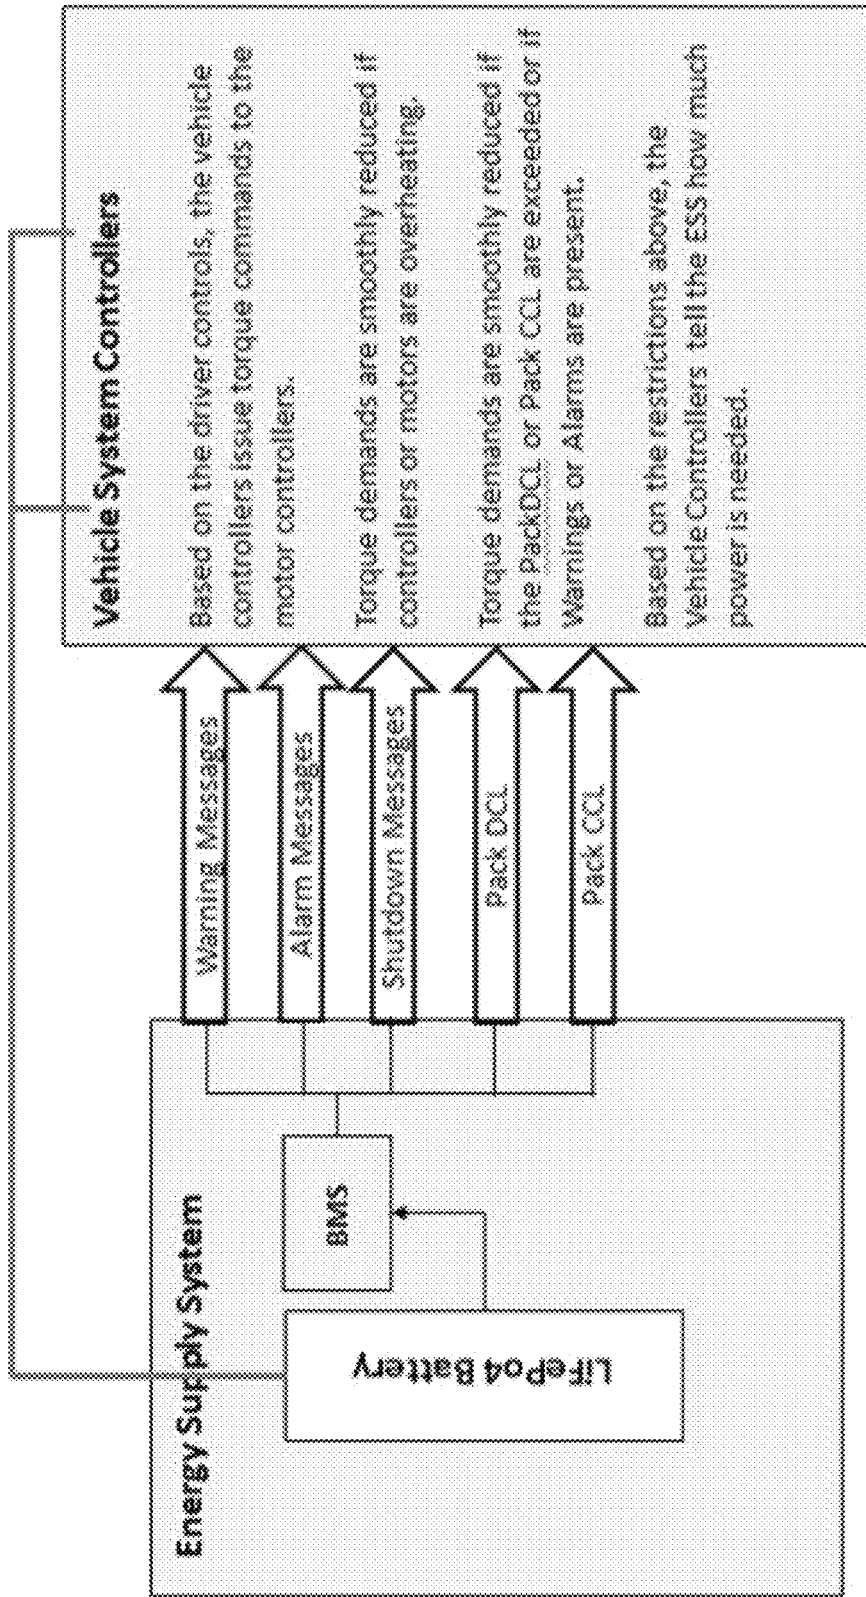 Energy Supply System
LiFePo4 Battery
BMS
Warning Messages
Alarm Messages
Shutdown Messages
Pack DCL
Pack CCL
Vehicle System Controllers
Based on the driver controls, the vehicle
controllers issue torque commands to the
motor controllers.
Torque demands are smoothly reduced if
controllers or motors are overheating.
Torque demands are smoothly reduced if
the PackDCL or Pack CCL are exceeded or if
Warnings or Alarms are present.
Based on the restrictions above, the
Vehicle Controllers tell the ESS how much
power is needed.